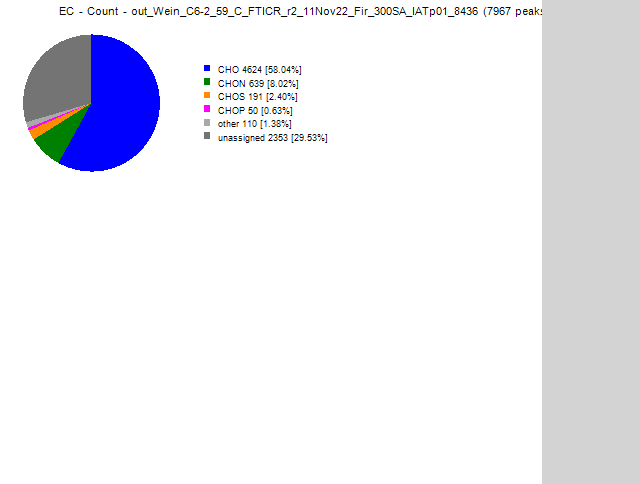 EC - Count - out_Wein_C6-2_59_C_FTICR_r2_11Nov22_Fir_300SA_IATp01_8436 (7967 peaks
CHO 4624 [58.04%]
CHON 639 [8.02%]
CHOS 191 [2.40%]
CHOP 50 [0.63%]
other 110 [1.38%]
unassigned 2353 [29.53%]